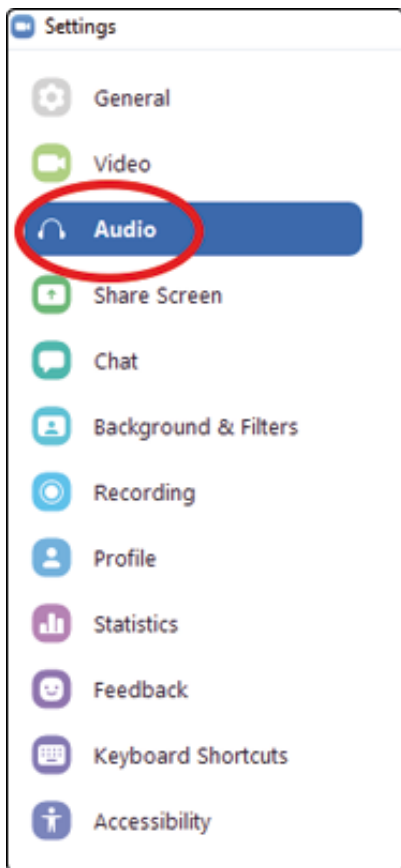 Settings
General
Video
Audio
Share Screen
Chat
Background & Filters
Recording
Profile
Statistics
Feedback
Keyboard Shortcuts
Accessibility